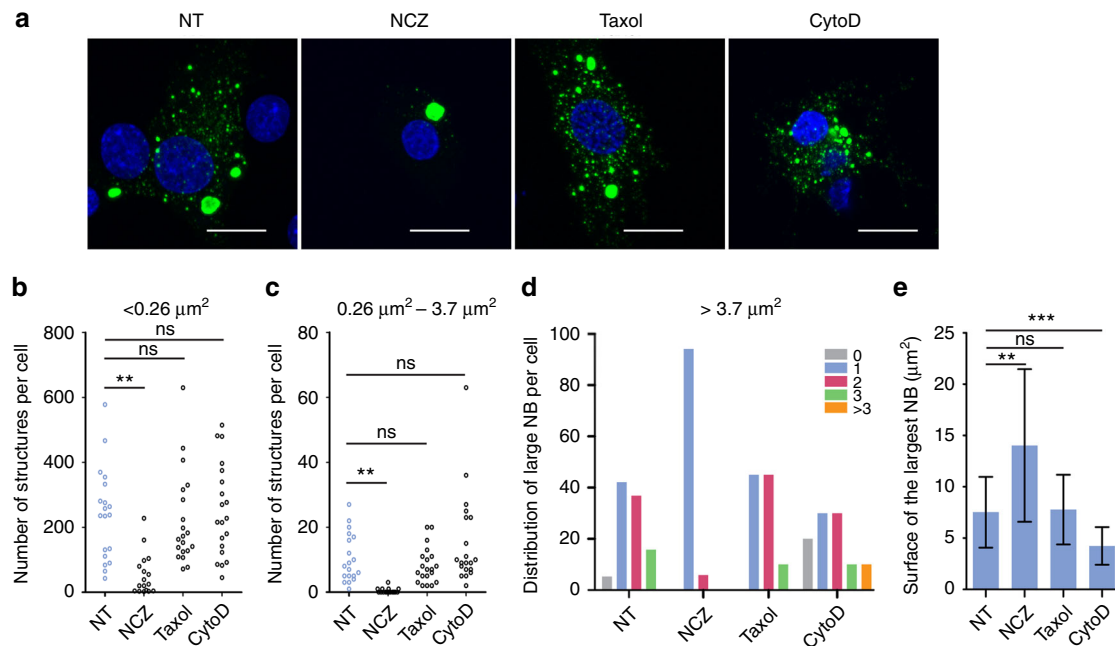 a
NT
NCZ
Taxol
CytoD
b
<0.26 μm²
Number of structures per cell
800
600
400
200
0
ns
ns
**
NT
NCZ
Taxol
CytoD
c
0.26 μm² – 3.7 μm²
Number of structures per cell
80
60
40
20
0
ns
ns
**
NT
NCZ
Taxol
CytoD
d
> 3.7 μm²
Distribution of large NB per cell
100
80
60
40
20
0
0
1
2
3
>3
NT
NCZ
Taxol
CytoD
e
Surface of the largest NB (μm²)
25
20
15
10
5
0
***
ns
**
NT
NCZ
Taxol
CytoD